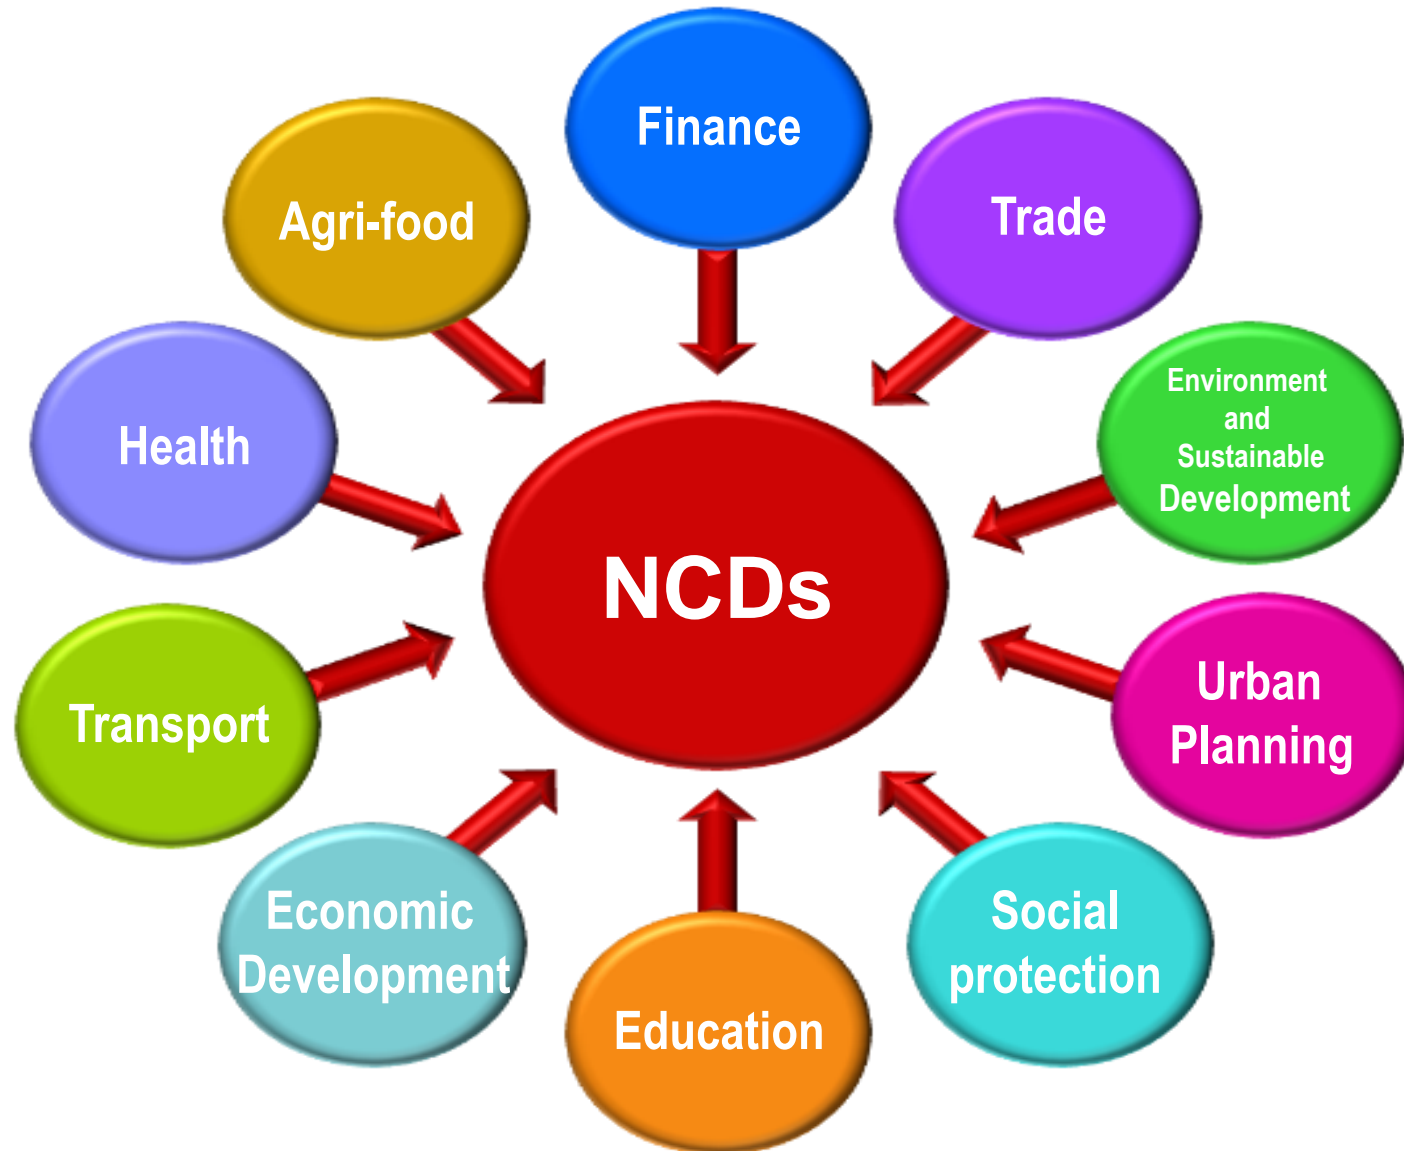 Finance
Agri-food
Trade
Environment
and
Sustainable
Development
Health
NCDs
Urban
Planning
Transport
Economic
Development
Social
protection
Education